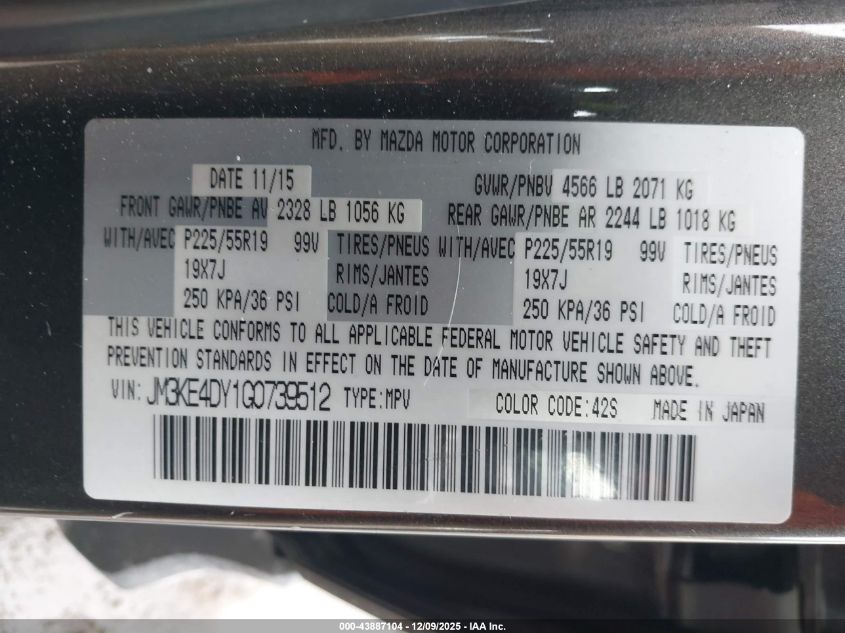 MFD. BY MAZDA MOTOR CORPORATION
DATE 11/15 GVWR/PNBV 4566 LB 2071 KG
FRONT GAWR/PNBE AV 2328 LB 1056 KG REAR GAWR/PNBE AR 2244 LB 1018 KG
WITH/AVEC P225/55R19 99V TIRES/PNEUS WITH/AVEC P225/55R19 99V TIRES/PNEUS
19X7J RIMS/JANTES 19X7J RIMS/JANTES
250 KPA/36 PSI COLD/A FROID 250 KPA/36 PSI COLD/A FROID
THIS VEHICLE CONFORMS TO ALL APPLICABLE FEDERAL MOTOR VEHICLE SAFETY AND THEFT
PREVENTION STANDARDS IN EFFECT ON THE DATE OF MANUFACTURE SHOWN ABOVE.
VIN: JM3KE4DY1G0739512 TYPE:MPV COLOR CODE:42S MADE IN JAPAN
000-43887104 - 12/09/2025 - IAA Inc.